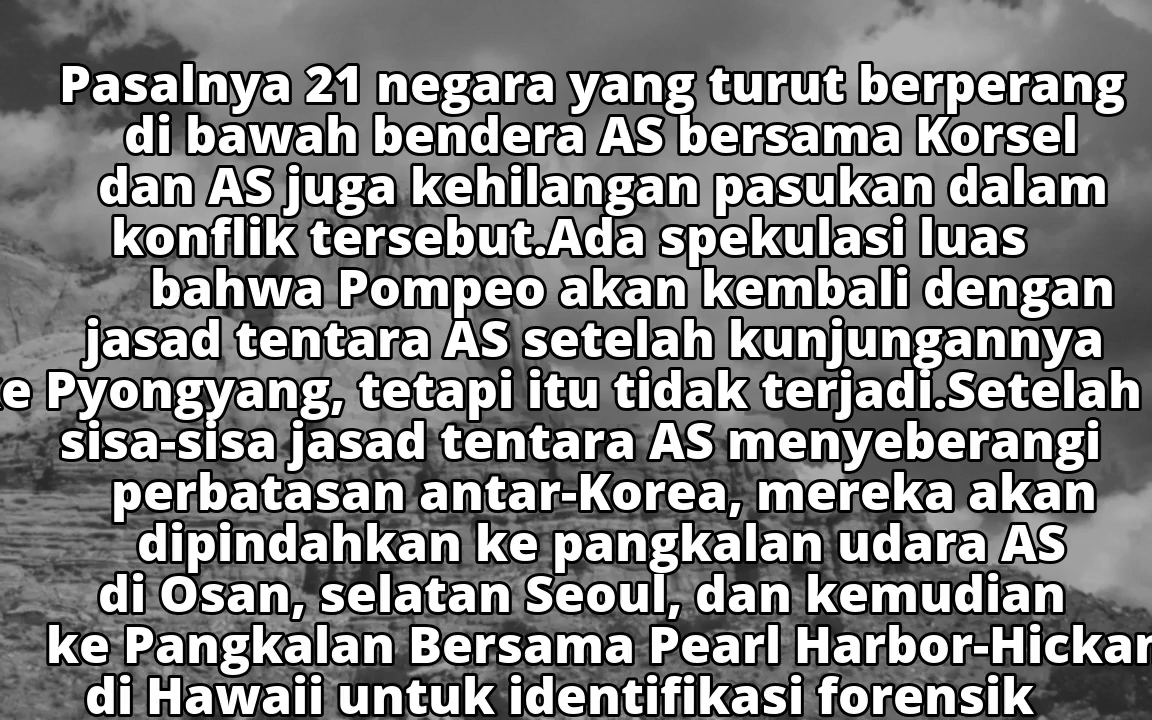 Pasalnya 21 negara yang turut berperang
di bawah bendera AS bersama Korsel
dan AS juga kehilangan pasukan dalam
konflik tersebut.Ada spekulasi luas
bahwa Pompeo akan kembali dengan
jasad tentara AS setelah kunjungannya
Pyongyang, tetapi itu tidak terjadi.Setelah
sisa-sisa jasad tentara AS menyeberangi
perbatasan antar-Korea, mereka akan
dipindahkan ke pangkalan udara AS
di Osan, selatan Seoul, dan kemudian
ke Pangkalan Bersama Pearl
di Hawaii untuk identifikasi forensik